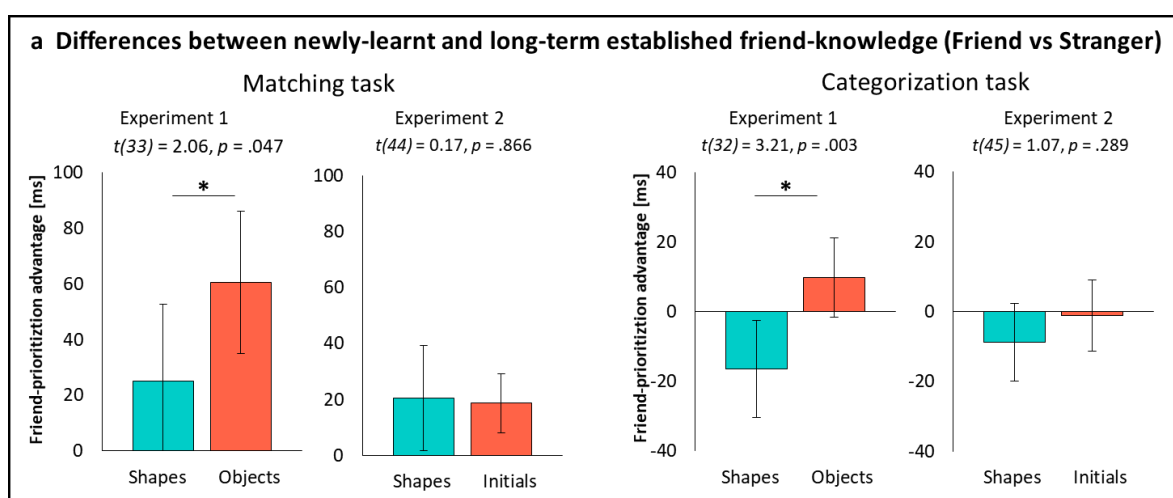 a Differences between newly-learnt and long-term established friend-knowledge (Friend vs Stranger)
Matching task
Categorization task
Experiment 1
t(33) = 2.06, p = .047
Friend-prioritiztion advantage [ms]
100
80
60
40
20
0
*
Shapes Objects
Experiment 2
t(44) = 0.17, p = .866
100
80
60
40
20
0
Shapes Initials
Experiment 1
t(32) = 3.21, p = .003
Friend-prioritiztion advantage [ms]
40
20
0
-20
-40
*
Shapes Objects
Experiment 2
t(45) = 1.07, p = .289
40
20
0
-20
-40
Shapes Initials